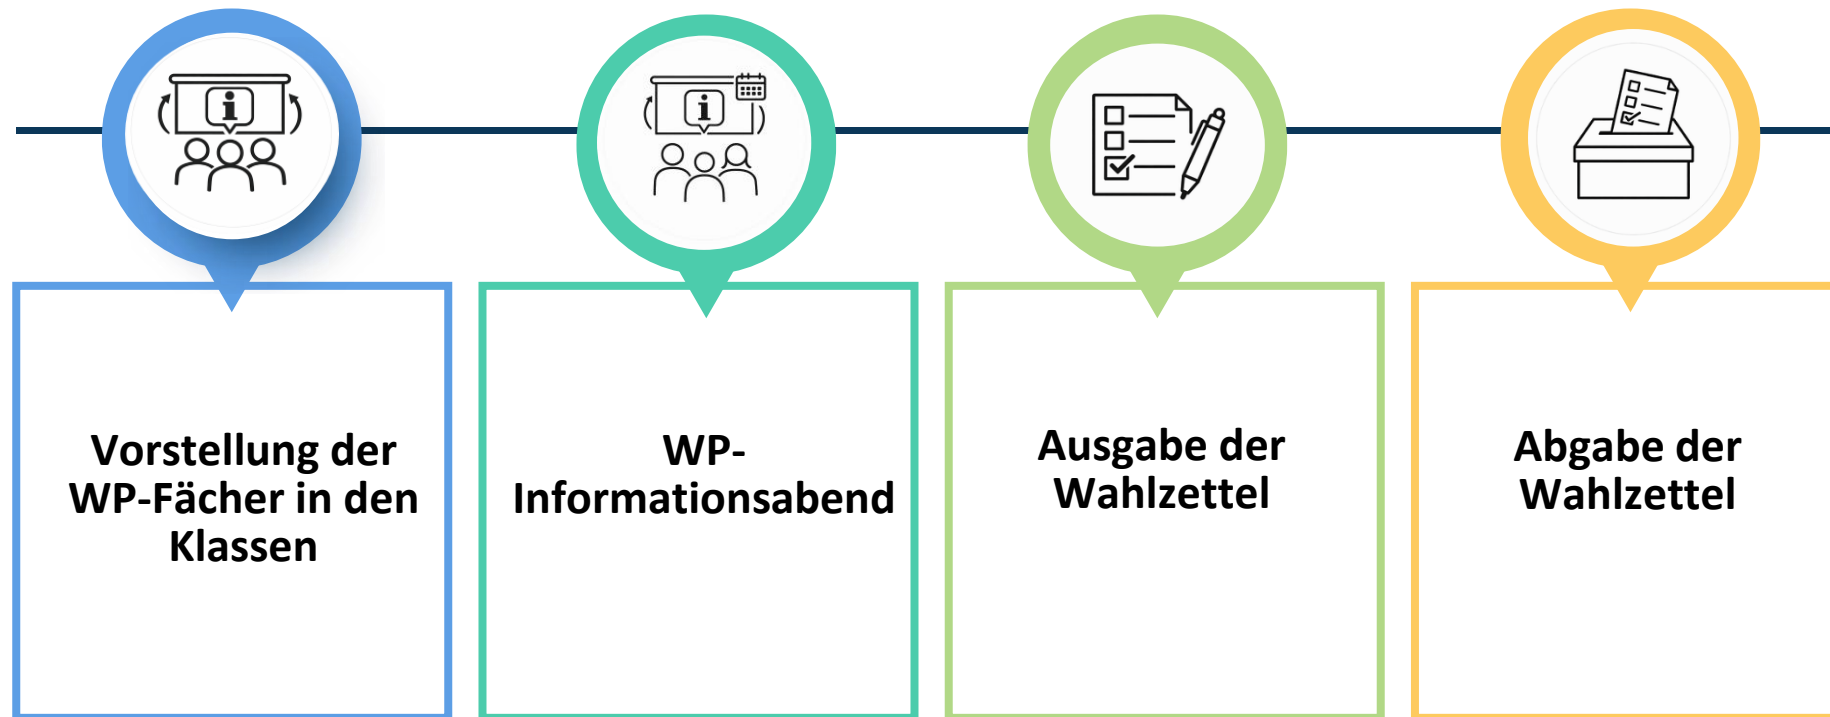 Vorstellung der
WP-Fächer in den
Klassen
WP-
Informationsabend
Ausgabe der
Wahlzettel
Abgabe der
Wahlzettel